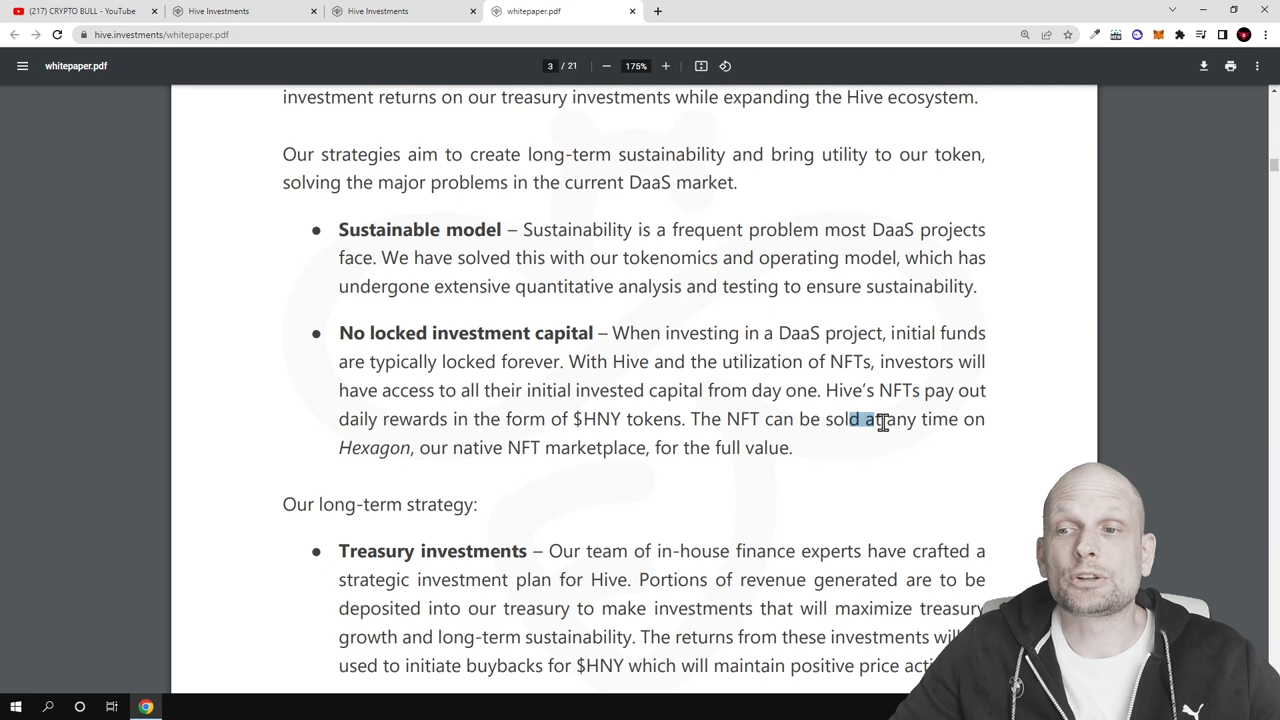 (217) CRYPTO BULL - YouTube
Hive Investments
Hive Investments
whitepaper.pdf
hive.investments/whitepaper.pdf
whitepaper.pdf
3 / 21
175%
investment returns on our treasury investments while expanding the Hive ecosystem.
Our strategies aim to create long-term sustainability and bring utility to our token,
solving the major problems in the current DaaS market.
● Sustainable model – Sustainability is a frequent problem most DaaS projects
face. We have solved this with our tokenomics and operating model, which has
undergone extensive quantitative analysis and testing to ensure sustainability.
● No locked investment capital – When investing in a DaaS project, initial funds
are typically locked forever. With Hive and the utilization of NFTs, investors will
have access to all their initial invested capital from day one. Hive's NFTs pay out
daily rewards in the form of $HNY tokens. The NFT can be sold at any time on
Hexagon, our native NFT marketplace, for the full value.
Our long-term strategy:
● Treasury investments – Our team of in-house finance experts have crafted a
strategic investment plan for Hive. Portions of revenue generated are to be
deposited into our treasury to make investments that will maximize treasury
growth and long-term sustainability. The returns from these investments will
used to initiate buybacks for $HNY which will maintain positive price